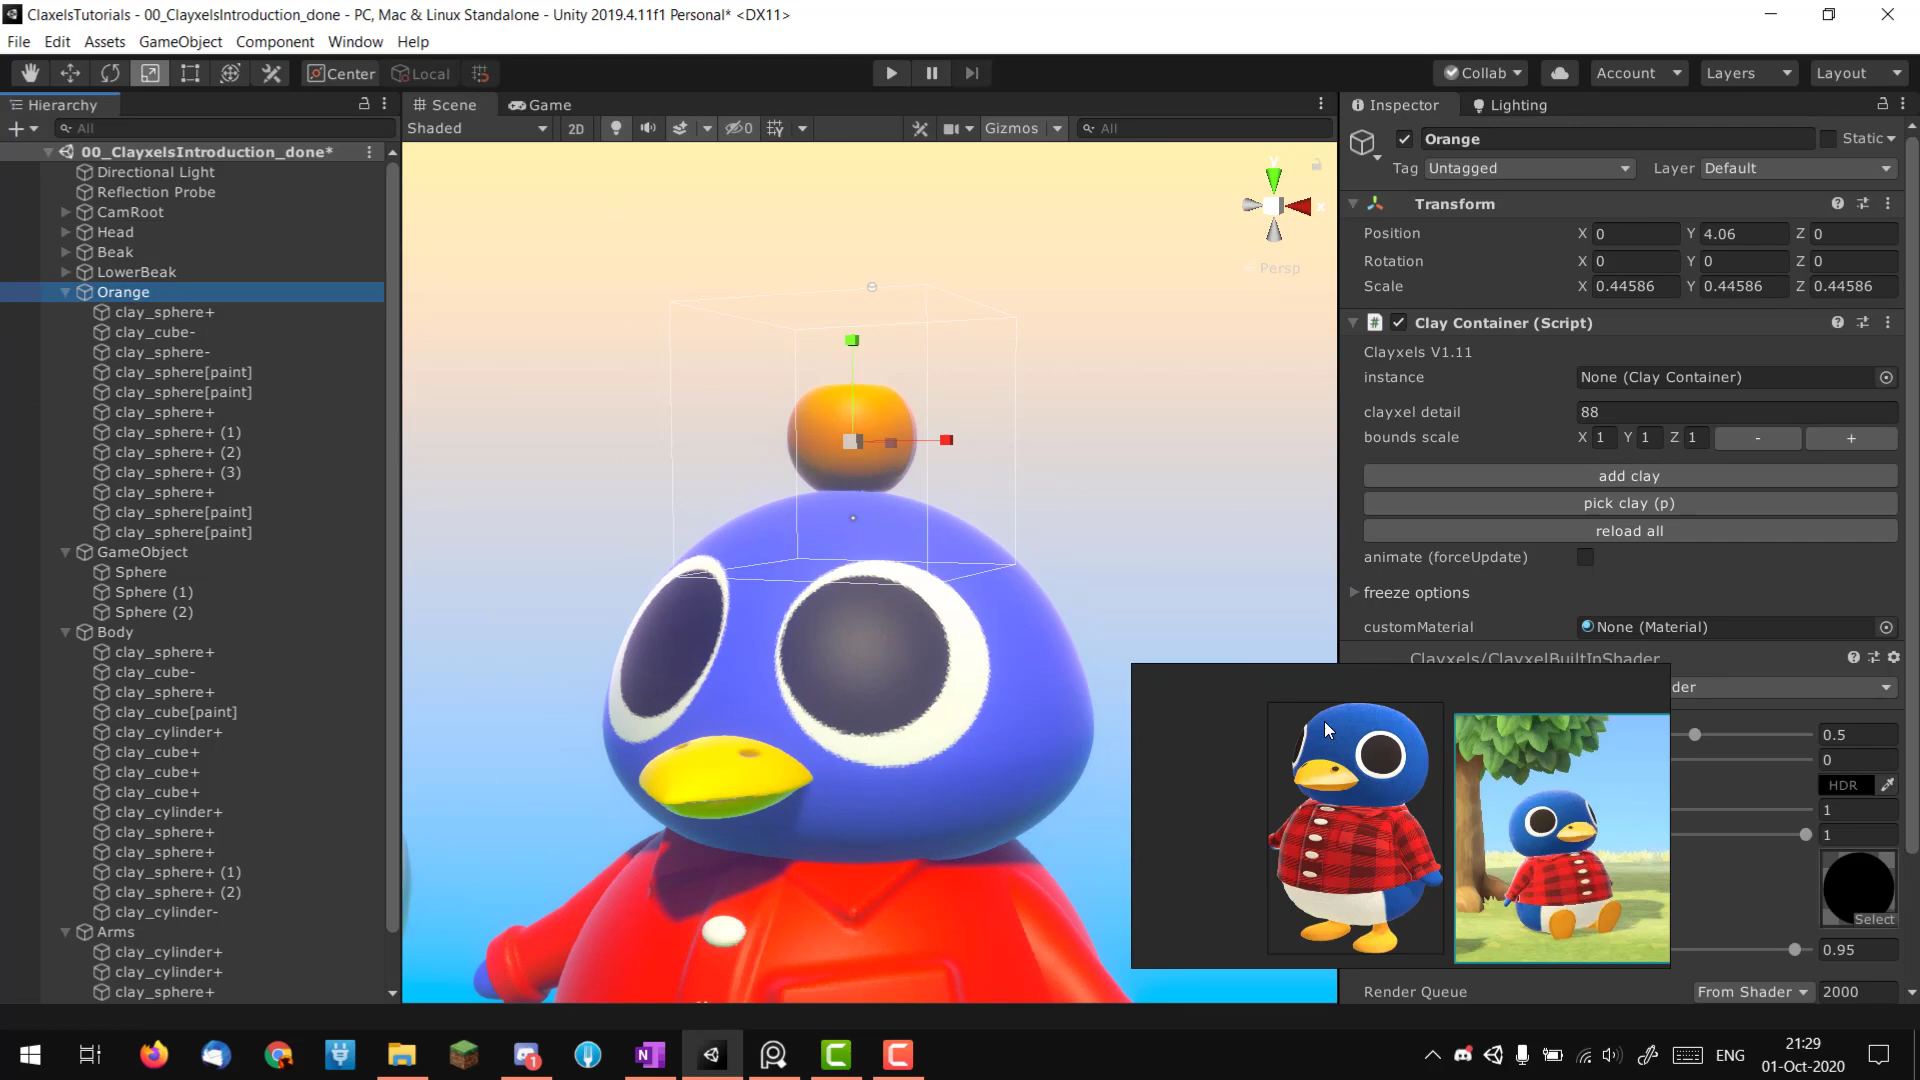 ClaxelsTutorials - 00_ClayxelsIntroduction_done - PC, Mac & Linux Standalone - Unity 2019.4.11f1 Personal* <DX11>
File Edit Assets GameObject Component Window Help
Center Local
Collab Account Layers Layout
Hierarchy
All
00_ClayxelsIntroduction_done*
Directional Light
Reflection Probe
CamRoot
Head
Beak
LowerBeak
Orange
clay_sphere+
clay_cube-
clay_sphere-
clay_sphere[paint]
clay_sphere[paint]
clay_sphere+
clay_sphere+ (1)
clay_sphere+ (2)
clay_sphere+ (3)
clay_sphere+
clay_sphere[paint]
clay_sphere[paint]
GameObject
Sphere
Sphere (1)
Sphere (2)
Body
clay_sphere+
clay_cube-
clay_sphere+
clay_cube[paint]
clay_cylinder+
clay_cube+
clay_cube+
clay_cube+
clay_cylinder+
clay_sphere+
clay_sphere+
clay_sphere+ (1)
clay_sphere+ (2)
clay_cylinder-
Arms
clay_cylinder+
clay_cylinder+
clay_sphere+
Scene Game
Shaded 2D 0 Gizmos All
y
x
Persp
Inspector Lighting
Orange Static
Tag Untagged Layer Default
Transform
Position X 0 Y 4.06 Z 0
Rotation X 0 Y 0 Z 0
Scale X 0.44586 Y 0.44586 Z 0.44586
# Clay Container (Script)
Clayxels V1.11
instance None (Clay Container)
clayxel detail 88
bounds scale X 1 Y 1 Z 1 - +
add clay
pick clay (p)
reload all
animate (forceUpdate)
freeze options
customMaterial None (Material)
Clayxels/ClayxelBuiltInShader
der
0.5
0
HDR
1
1
Select
0.95
Render Queue From Shader 2000
1
ENG
21:29
01-Oct-2020